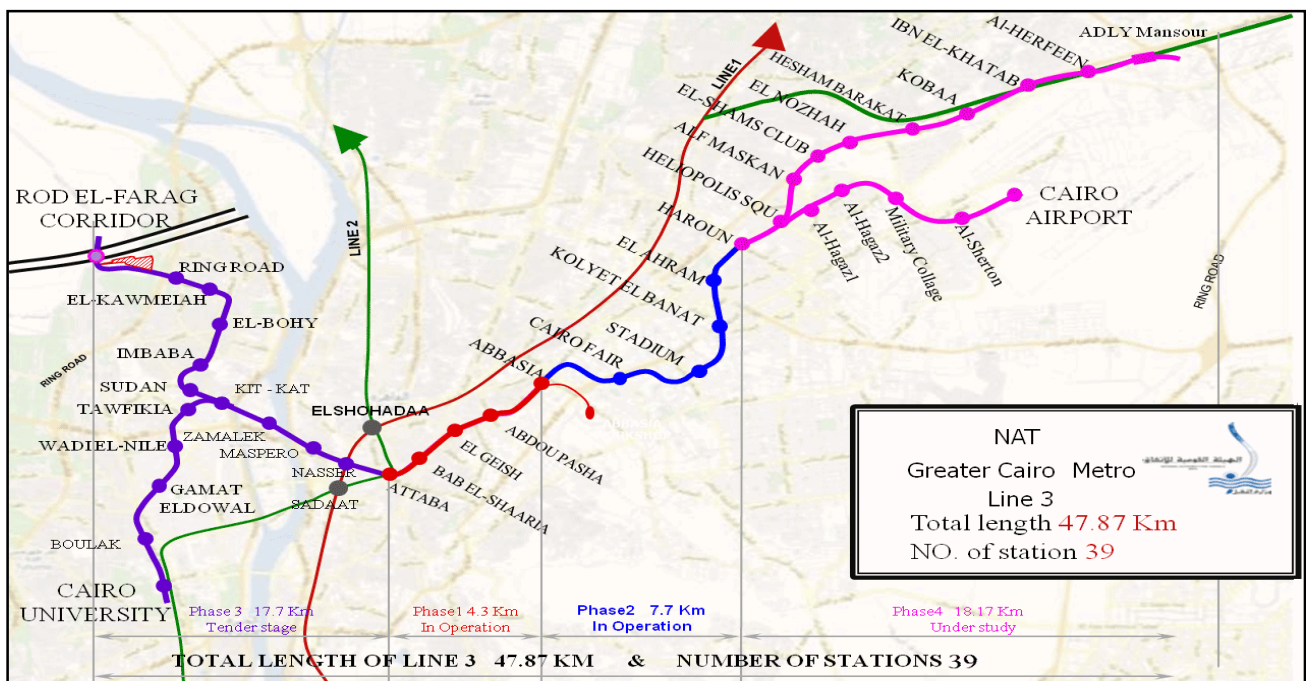 ADLY Mansour
Al-HERFEEN
IBN EL-KHATAB
KOBAA
HESHAM BARAKAT
EL NOZHAH
EL-SHAMS CLUB
ALF MASKAN
HELIOPOLIS SQU
HAROUN
EL AHRAM
KOLYET EL BANAT
STADIUM
CAIRO FAIR
ABBASIA
LINE1
LINE 2
CAIRO
AIRPORT
Al-Sherton
Military Collage
Al-Hagaz2
Al-Hagaz1
RING ROAD
ROD EL-FARAG
CORRIDOR
RING ROAD
EL-KAWMEIAH
EL-BOHY
IMBABA
RING ROAD
SUDAN
KIT - KAT
TAWFIKIA
ELSHOHADAA
ZAMALEK
WADIEL-NILE
MASPERO
NASSER
SADAAT
ATTABA
BAB EL-SHAARIA
EL GEISH
ABDOU PASHA
GAMAT
ELDOWAL
BOULAK
CAIRO
UNIVERSITY
NAT
Greater Cairo Metro
Line 3
Total length 47.87 Km
NO. of station 39
الهيئة القومية للأنفاق
وزارة النقل
Phase 3 17.7 Km
Tender stage
Phase1 4.3 Km
In Operation
Phase2 7.7 Km
In Operation
Phase4 18.17 Km
Under study
TOTAL LENGTH OF LINE 3 47.87 KM & NUMBER OF STATIONS 39